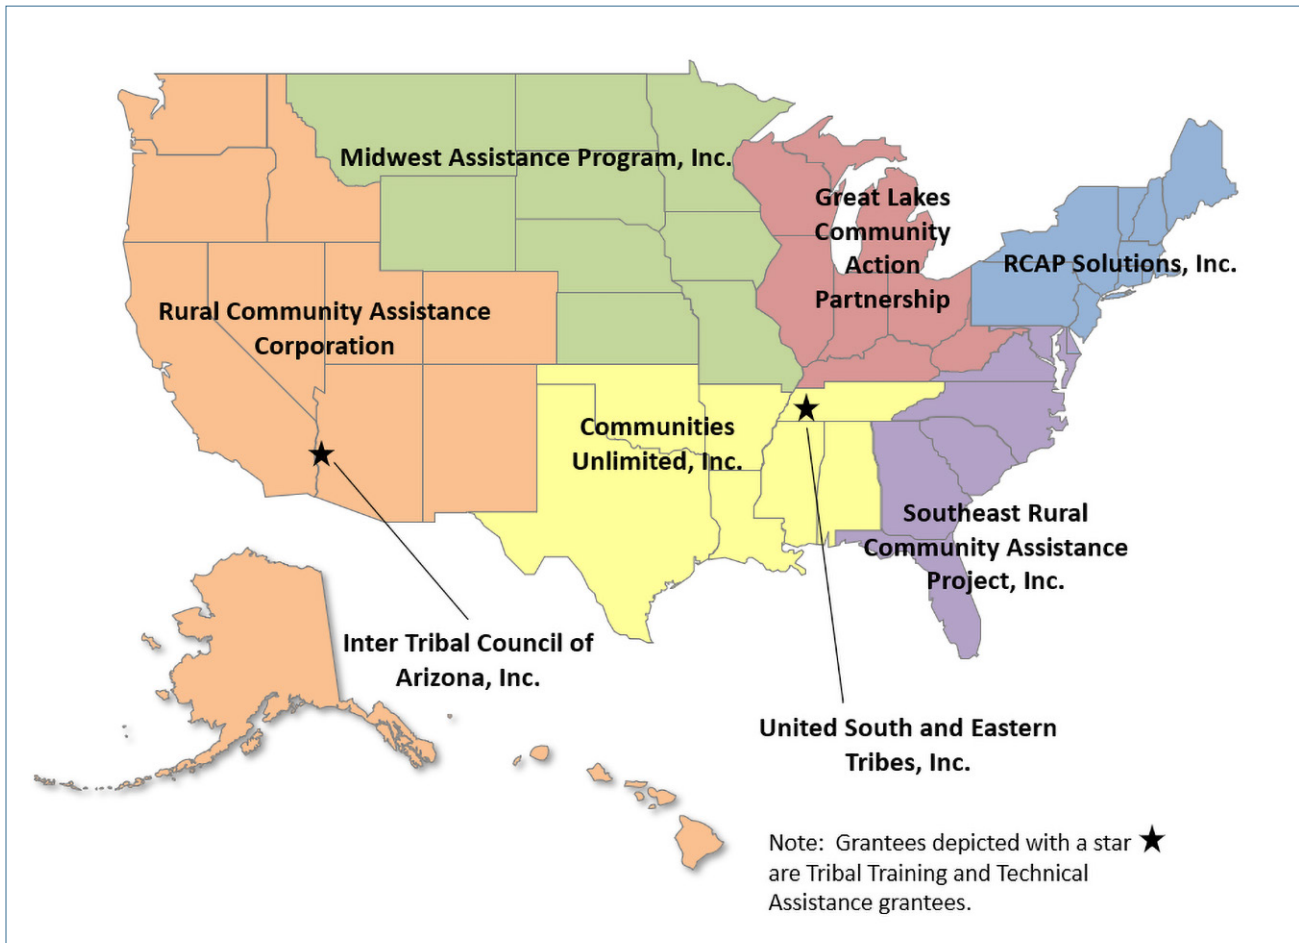 Midwest Assistance Program, Inc.
Great Lakes
Community
Action
Partnership
RCAP Solutions, Inc.
Rural Community Assistance
Corporation
Communities
Unlimited, Inc.
Southeast Rural
Community Assistance
Project, Inc.
Inter Tribal Council of
Arizona, Inc.
United South and Eastern
Tribes, Inc.
Note: Grantees depicted with a star ★
are Tribal Training and Technical
Assistance grantees.